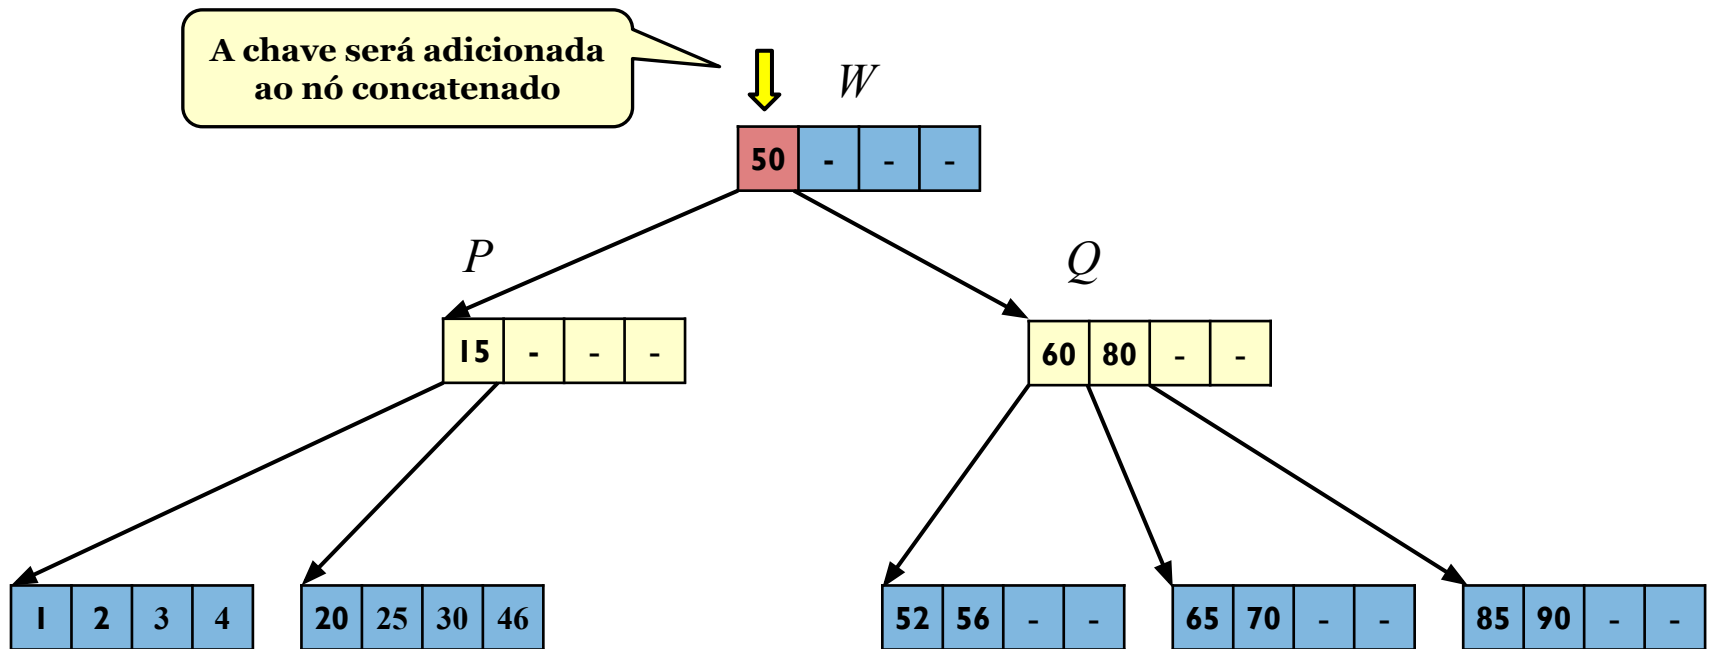 A chave será adicionada
ao nó concatenado
W
50 - - -
P
Q
15 - - -
60 80 - -
1 2 3 4
20 25 30 46
52 56 - -
65 70 - -
85 90 - -